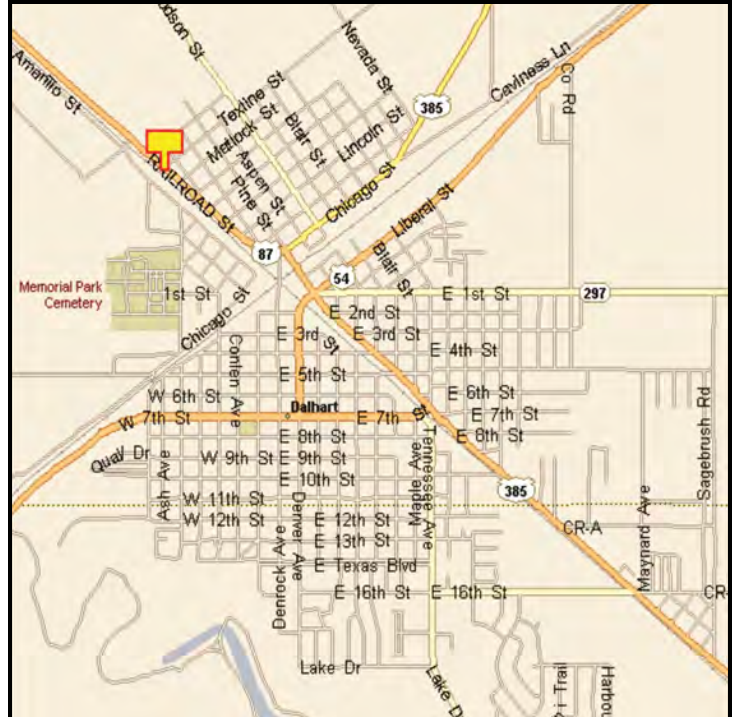 Nevada St
Amarillo St
Caviness Ln
Texline St
385
Co Rd
Matlock St
Blair St
Lincoln St
Aspen St
Pine St
RAILROAD St
Chicago St
Liberal St
87
54
Blair St
Memorial Park
Cemetery
1st St
E 1st St
297
Chicago St
E 2nd St
E 3rd St
E 3rd St
E 4th St
Conlen Ave
E 5th St
W 6th St
E 6th St
Dalhart
W 7th St
E 7th St
E 7th St
E 8th St
E 8th St
Quay Dr
W 9th St
E 9th St
E 10th St
Ash Ave
Maple Ave
Tennessee Ave
Sagebrush Rd
385
W 11th St
W 12th St
E 12th St
Denver Ave
CR-A
Maynard Ave
E 13th St
Denrock Ave
E Texas Blvd
E 16th St
E 16th St
CR-
Lake Dr
Lake Dr
i Trail
Harbou